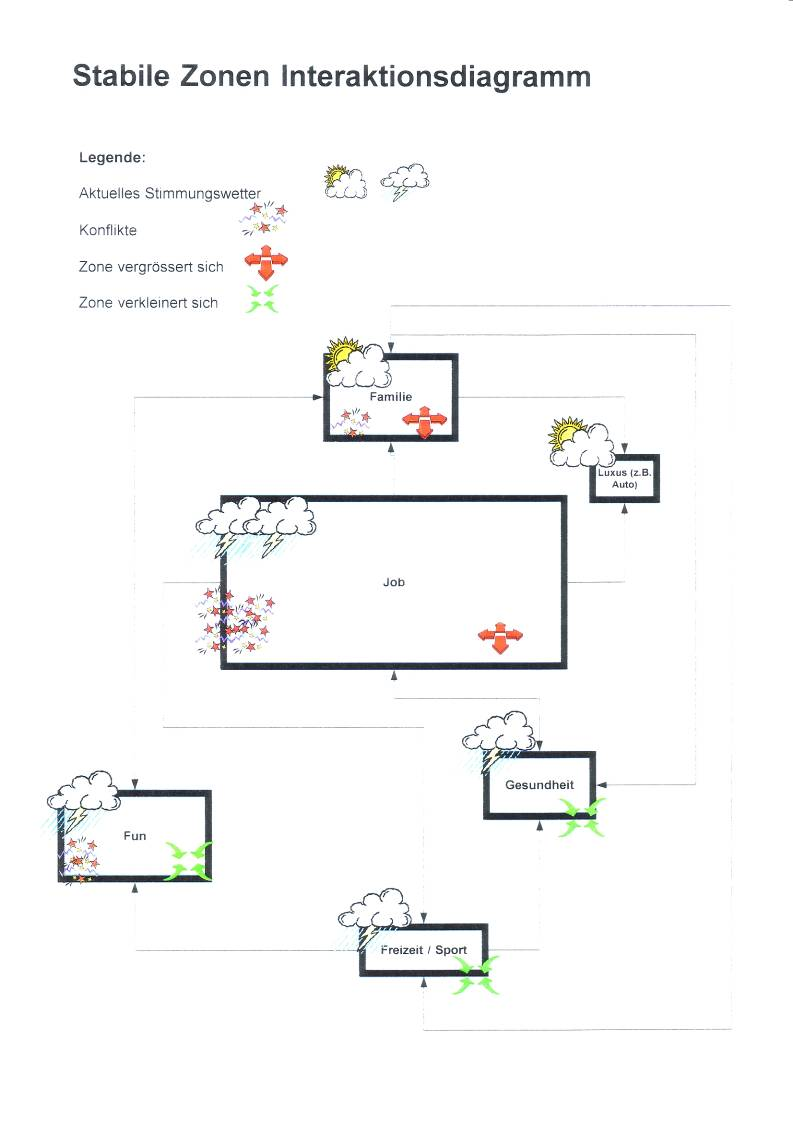 Stabile Zonen Interaktionsdiagramm
Legende:
Aktuelles Stimmungswetter
Konflikte
Zone vergrössert sich
Zone verkleinert sich
Familie
Luxus (z.B.
Auto)
Job
Gesundheit
Fun
Freizeit / Sport